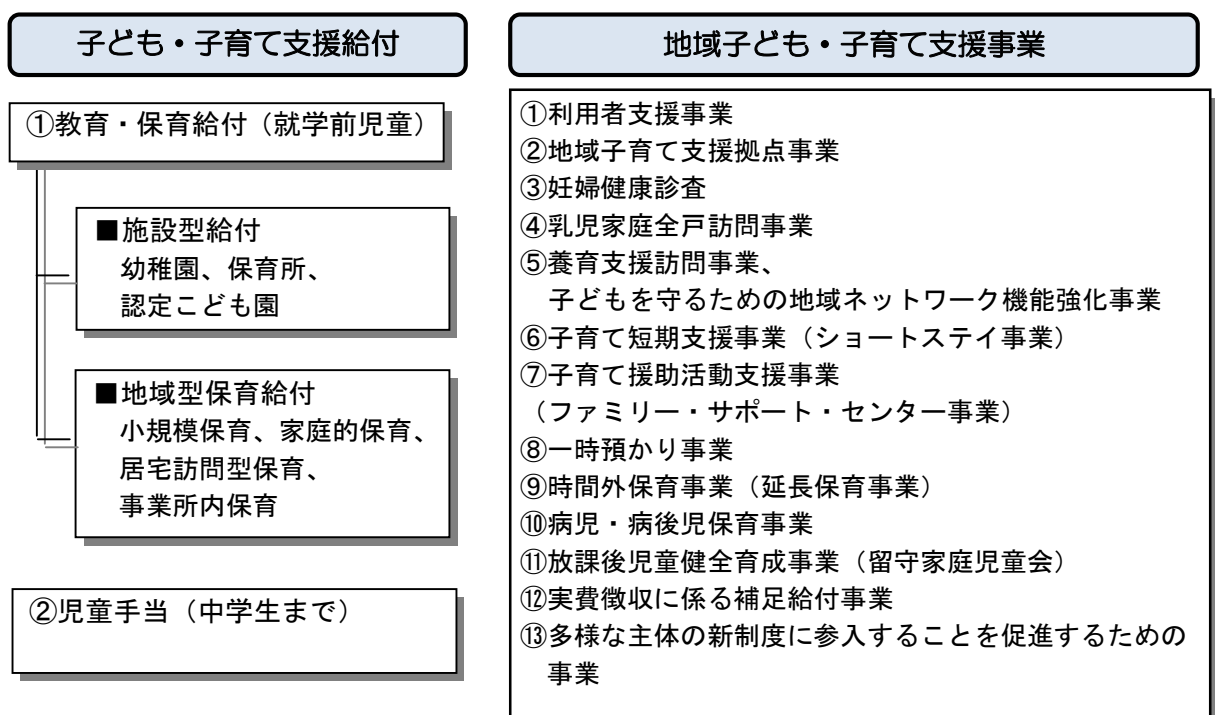 子ども・子育て支援給付
①教育・保育給付（就学前児童）
■施設型給付
幼稚園、保育所、
認定こども園
■地域型保育給付
小規模保育、家庭的保育、
居宅訪問型保育、
事業所内保育
②児童手当（中学生まで）
地域子ども・子育て支援事業
①利用者支援事業
②地域子育て支援拠点事業
③妊婦健康診査
④乳児家庭全戸訪問事業
⑤養育支援訪問事業、
子どもを守るための地域ネットワーク機能強化事業
⑥子育て短期支援事業（ショートステイ事業）
⑦子育て援助活動支援事業
（ファミリー・サポート・センター事業）
⑧一時預かり事業
⑨時間外保育事業（延長保育事業）
⑩病児・病後児保育事業
⑪放課後児童健全育成事業（留守家庭児童会）
⑫実費徴収に係る補足給付事業
⑬多様な主体の新制度に参入することを促進するための
事業